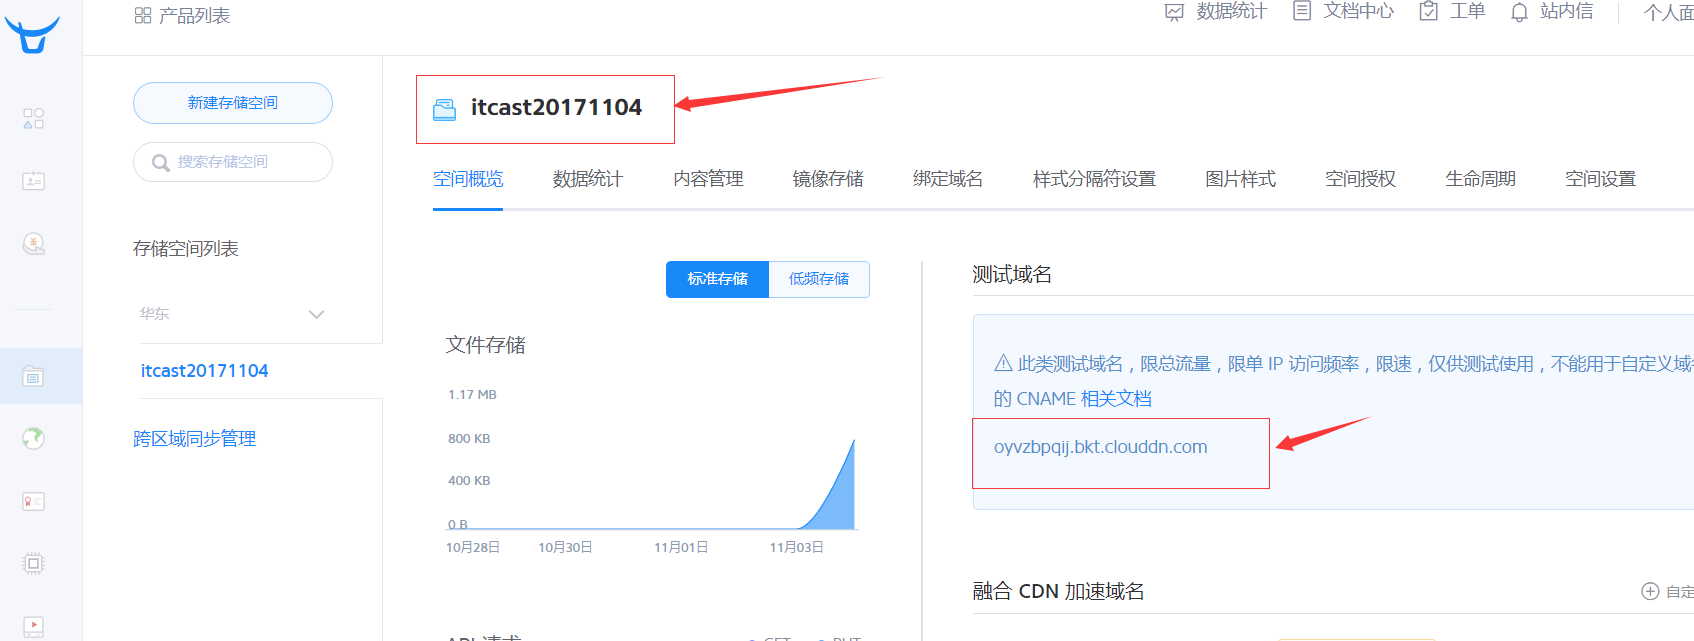 产品列表
数据统计
文档中心
工单
站内信
个人面
新建存储空间
搜索存储空间
存储空间列表
华东
itcast20171104
跨区域同步管理
itcast20171104
空间概览
数据统计
内容管理
镜像存储
绑定域名
样式分隔符设置
图片样式
空间授权
生命周期
空间设置
标准存储
低频存储
文件存储
1.17 MB
800 KB
400 KB
0 B
10月28日
10月30日
11月01日
11月03日
测试域名
此类测试域名，限总流量，限单 IP 访问频率，限速，仅供测试使用，不能用于自定义域名
的 CNAME 相关文档
oyvzbpqij.bkt.clouddn.com
融合 CDN 加速域名
自定
API 请求
GET
PUT